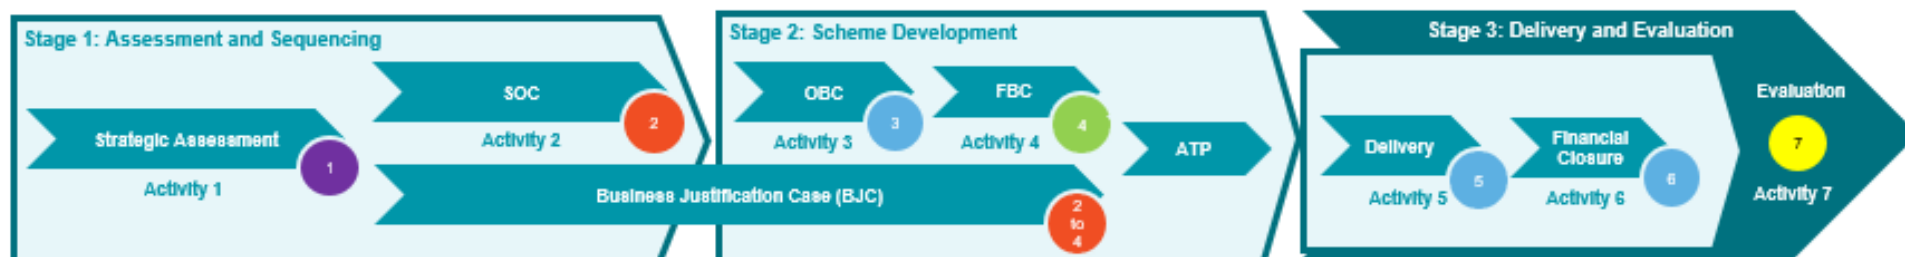 Stage 1: Assessment and Sequencing
Strategic Assessment
1
Activity 1
SOC
2
Activity 2
Business Justification Case (BJC)
2
to
4
Stage 2: Scheme Development
OBC
3
Activity 3
FBC
4
Activity 4
ATP
Stage 3: Delivery and Evaluation
Delivery
5
Activity 5
Financial
Closure
6
Activity 6
Evaluation
7
Activity 7